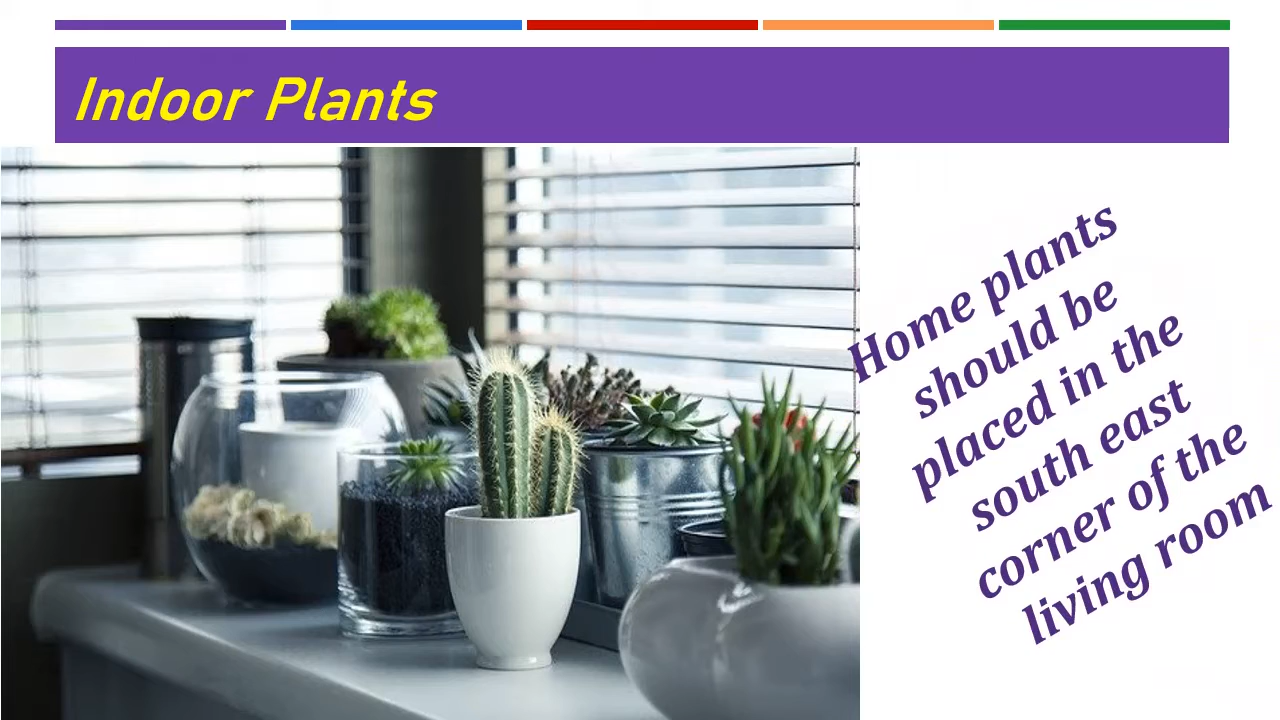 Indoor Plants
Home plants
should be
placed in the
south east
corner of the
living room